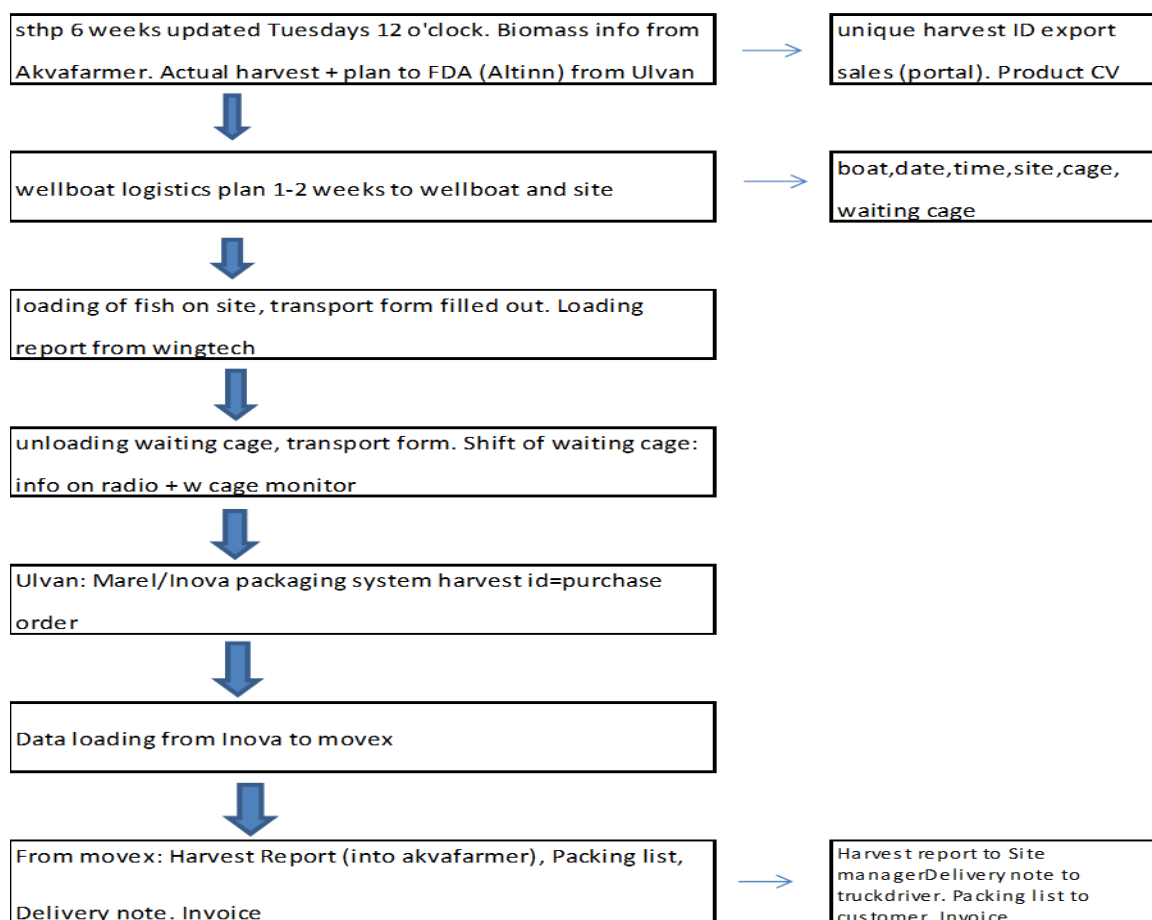 sthp 6 weeks updated Tuesdays 12 o'clock. Biomass info from
Akvafarmer. Actual harvest + plan to FDA (Altinn) from Ulvan
unique harvest ID export
sales (portal). Product CV
wellboat logistics plan 1-2 weeks to wellboat and site
boat,date,time,site,cage,
waiting cage
loading of fish on site, transport form filled out. Loading
report from wingtech
unloading waiting cage, transport form. Shift of waiting cage:
info on radio + w cage monitor
Ulvan: Marel/Inova packaging system harvest id=purchase
order
Data loading from Inova to movex
From movex: Harvest Report (into akvafarmer), Packing list,
Delivery note. Invoice
Harvest report to Site
managerDelivery note to
truckdriver. Packing list to
customer. Invoice